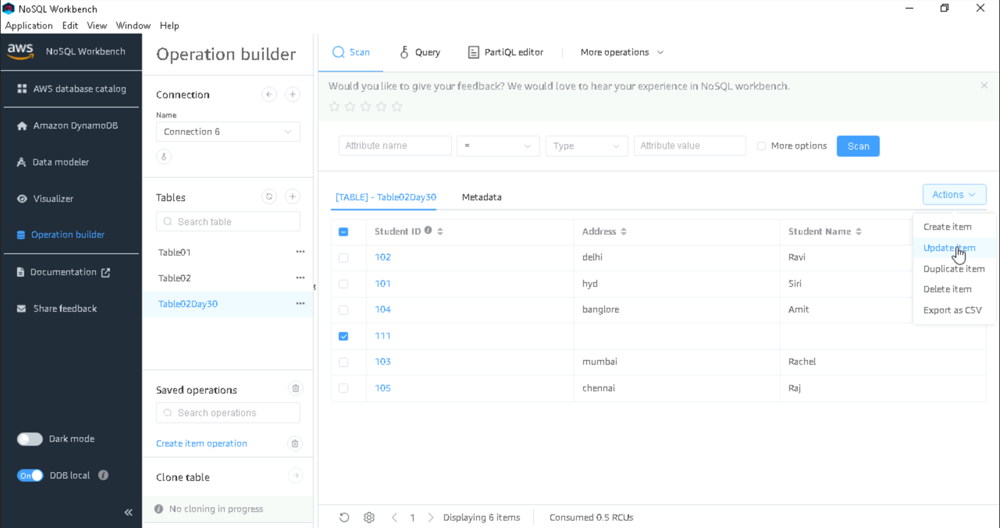 NoSQL Workbench
Application Edit View Window Help
aws NoSQL Workbench
AWS database catalog
Amazon DynamoDB
Data modeler
Visualizer
Operation builder
Documentation
Share feedback
Dark mode
On DDB local
Operation builder
Connection
Name
Connection 6
Tables
Search table
Table01
Table02
Table02Day30
Saved operations
Search operations
Create item operation
Clone table
No cloning in progress
Scan Query PartiQL editor More operations
Would you like to give your feedback? We would love to hear your experience in NoSQL workbench.
Attribute name = Type Attribute value More options Scan
[TABLE] - Table02Day30 Metadata Actions
Student ID Address Student Name
102 delhi Ravi
101 hyd Siri
104 banglore Amit
111
103 mumbai Rachel
105 chennai Raj
Create item
Update item
Duplicate item
Delete item
Export as CSV
1 Displaying 6 items Consumed 0.5 RCUs